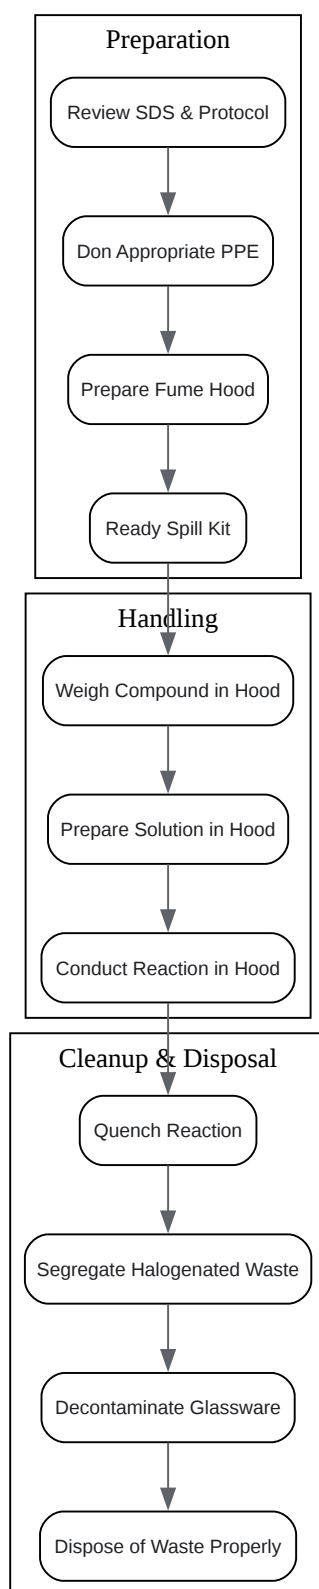 Preparation
Review SDS & Protocol
Don Appropriate PPE
Prepare Fume Hood
Ready Spill Kit
Handling
Weigh Compound in Hood
Prepare Solution in Hood
Conduct Reaction in Hood
Cleanup & Disposal
Quench Reaction
Segregate Halogenated Waste
Decontaminate Glassware
Dispose of Waste Properly